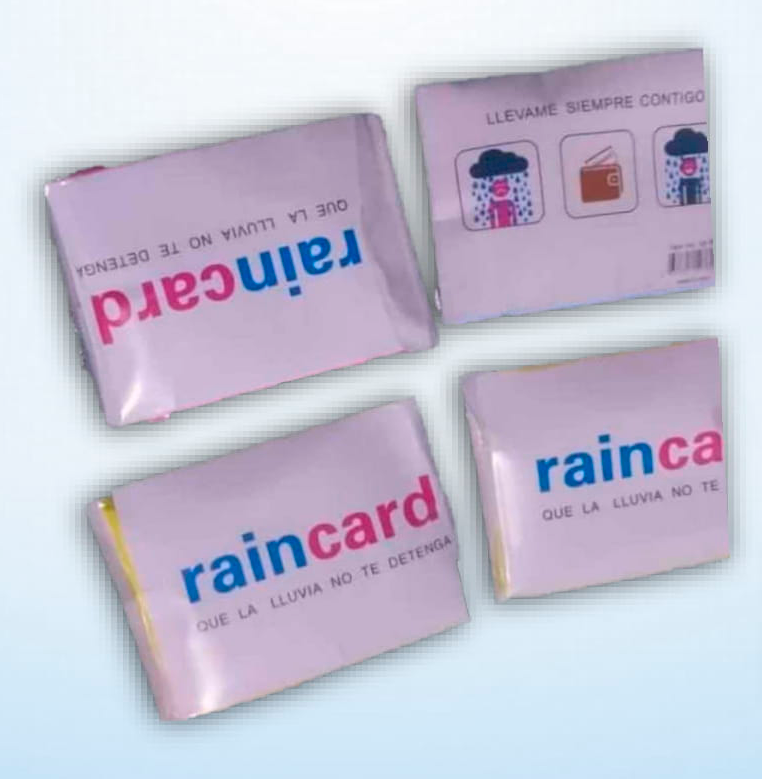 raincard
QUE LA LLUVIA NO TE DETENGA
LLEVAME SIEMPRE CONTIGO
raincard
QUE LA LLUVIA NO TE DETENGA
rainca
QUE LA LLUVIA NO TE